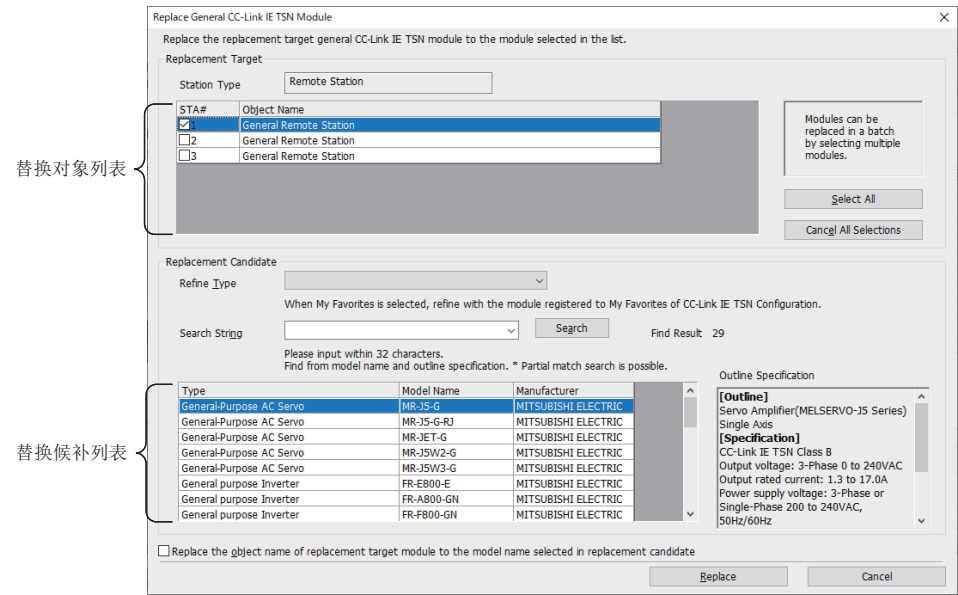 Replace General CC-Link IE TSN Module
Replace the replacement target general CC-Link IE TSN module to the module selected in the list.
Replacement Target
Station Type
Remote Station
替换对象列表
STA# Object Name
1 General Remote Station
2 General Remote Station
3 General Remote Station
Modules can be
replaced in a batch
by selecting multiple
modules.
Select All
Cancel All Selections
Replacement Candidate
Refine Type
When My Favorites is selected, refine with the module registered to My Favorites of CC-Link IE TSN Configuration.
Search String
Search
Find Result 29
Please input within 32 characters.
Find from model name and outline specification. * Partial match search is possible.
替换候补列表
Type Model Name Manufacturer
General-Purpose AC Servo MR-J5-G MITSUBISHI ELECTRIC
General-Purpose AC Servo MR-J5-G-RJ MITSUBISHI ELECTRIC
General-Purpose AC Servo MR-JET-G MITSUBISHI ELECTRIC
General-Purpose AC Servo MR-J5W2-G MITSUBISHI ELECTRIC
General-Purpose AC Servo MR-J5W3-G MITSUBISHI ELECTRIC
General purpose Inverter FR-E800-E MITSUBISHI ELECTRIC
General purpose Inverter FR-A800-GN MITSUBISHI ELECTRIC
General purpose Inverter FR-F800-GN MITSUBISHI ELECTRIC
Outline Specification
[Outline]
Servo Amplifier(MELSERVO-J5 Series)
Single Axis
[Specification]
CC-Link IE TSN Class B
Output voltage: 3-Phase 0 to 240VAC
Output rated current: 1.3 to 17.0A
Power supply voltage: 3-Phase or
Single-Phase 200 to 240VAC,
50Hz/60Hz
Replace the object name of replacement target module to the model name selected in replacement candidate
Replace
Cancel